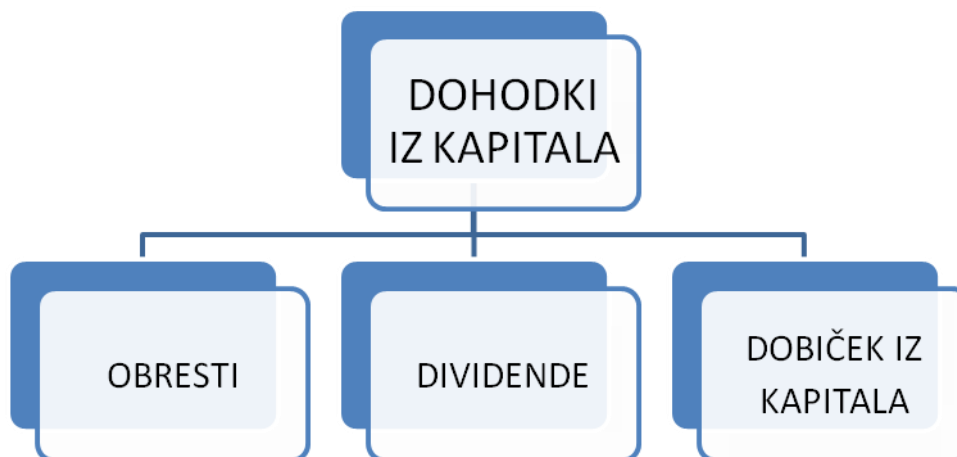 DOHODKI
IZ KAPITALA
OBRESTI
DIVIDENDE
DOBIČEK IZ
KAPITALA